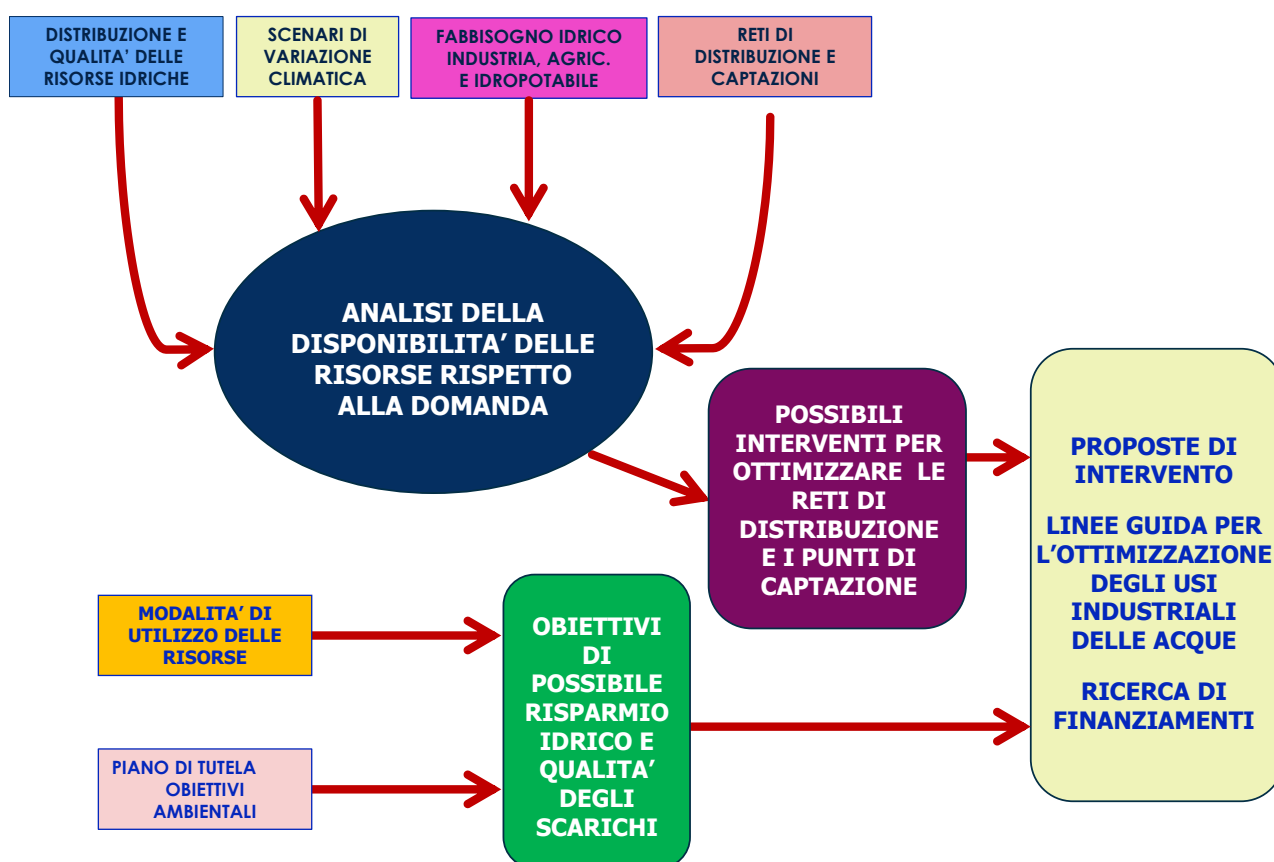 DISTRIBUZIONE E
QUALITA’ DELLE
RISORSE IDRICHE
SCENARI DI
VARIAZIONE
CLIMATICA
FABBISOGNO IDRICO
INDUSTRIA, AGRIC.
E IDROPOTABILE
RETI DI
DISTRIBUZIONE E
CAPTAZIONI
ANALISI DELLA
DISPONIBILITA’ DELLE
RISORSE RISPETTO
ALLA DOMANDA
POSSIBILI
INTERVENTI PER
OTTIMIZZARE LE
RETI DI
DISTRIBUZIONE
E I PUNTI DI
CAPTAZIONE
PROPOSTE DI
INTERVENTO
LINEE GUIDA PER
L’OTTIMIZZAZIONE
DEGLI USI
INDUSTRIALI
DELLE ACQUE
RICERCA DI
FINANZIAMENTI
MODALITA’ DI
UTILIZZO DELLE
RISORSE
OBIETTIVI
DI
POSSIBILE
RISPARMIO
IDRICO E
QUALITA’
DEGLI
SCARICHI
PIANO DI TUTELA
OBIETTIVI
AMBIENTALI